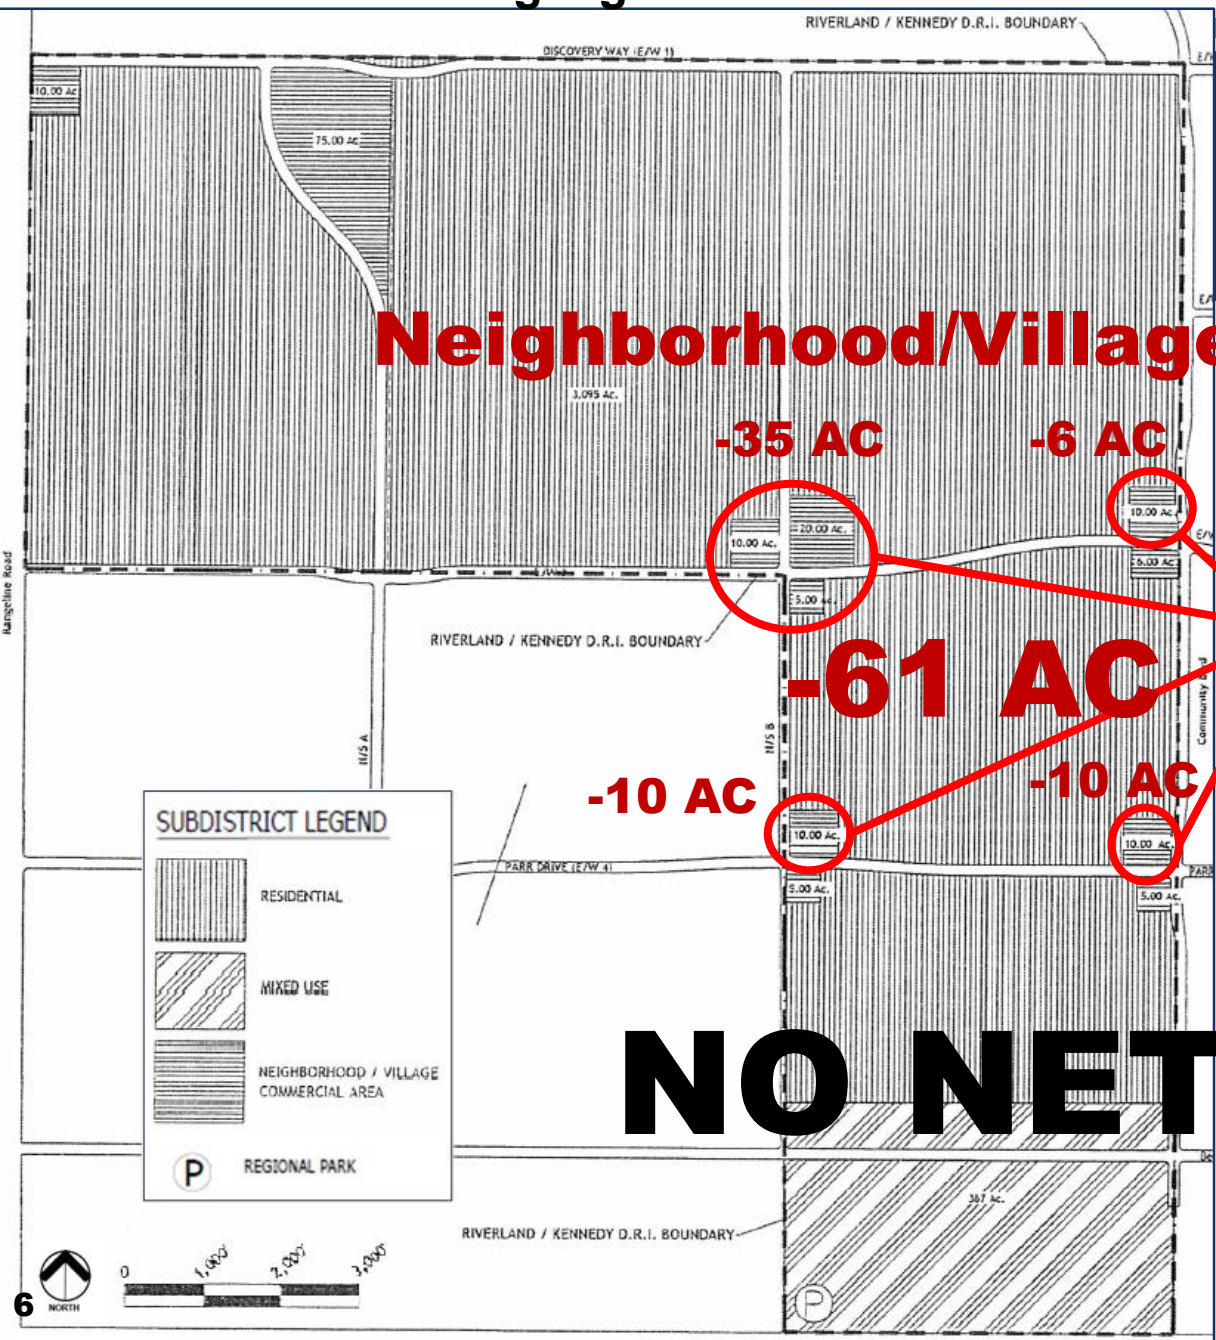 RIVERLAND / KENNEDY D.R.I. BOUNDARY
DISCOVERY WAY (E/W 1)
10.00 Ac
75.00 Ac
Neighborhood/Village
3,095 Ac.
-35 AC
-6 AC
10.00 Ac.
20.00 Ac.
10.00 Ac.
5.00 Ac.
6.00 Ac.
Rangeline Road
RIVERLAND / KENNEDY D.R.I. BOUNDARY
-61 AC
Community Blvd
N/S A
N/S B
-10 AC
-10 AC
SUBDISTRICT LEGEND
RESIDENTIAL
MIXED USE
NEIGHBORHOOD / VILLAGE
COMMERCIAL AREA
P
REGIONAL PARK
10.00 Ac.
10.00 Ac.
PARR DRIVE (E/W 4)
PARR
5.00 Ac.
5.00 Ac.
NO NET
367 Ac.
RIVERLAND / KENNEDY D.R.I. BOUNDARY
P
0 1,000' 2,000' 3,000'
NORTH
6